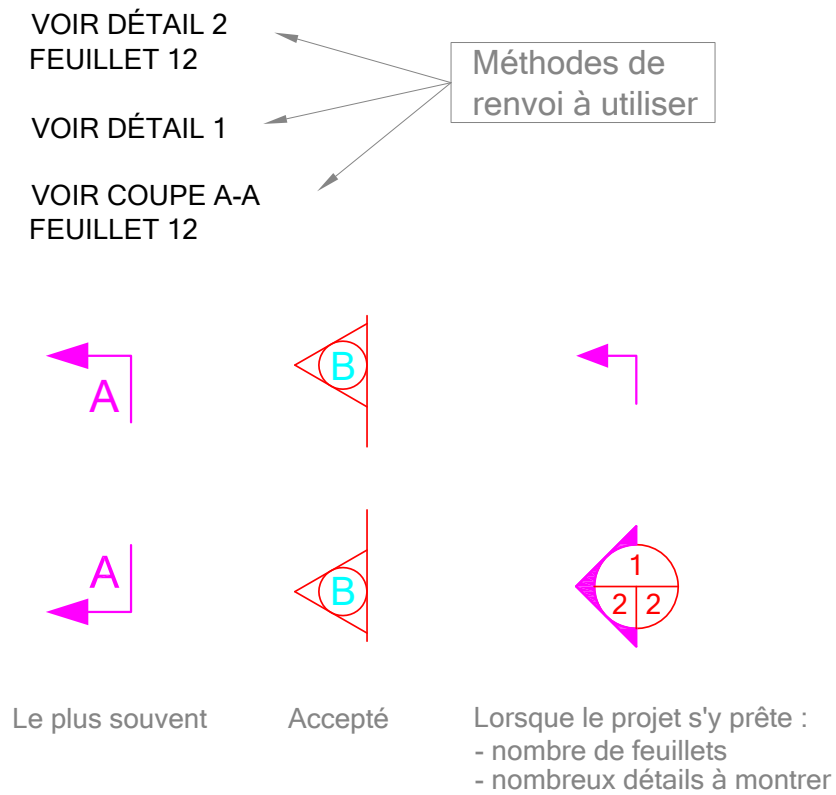 VOIR DÉTAIL 2
FEUILLET 12
Méthodes de
renvoi à utiliser
VOIR DÉTAIL 1
VOIR COUPE A-A
FEUILLET 12
A
B
A
B
1
2 2
Le plus souvent
Accepté
Lorsque le projet s'y prête :
- nombre de feuillets
- nombreux détails à montrer